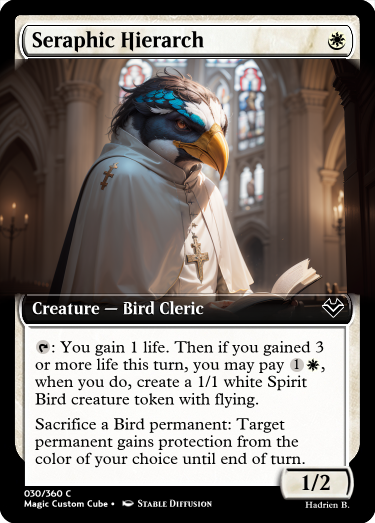 Seraphic Hierarch
Creature — Bird Cleric
: You gain 1 life. Then if you gained 3
or more life this turn, you may pay 1 ,
when you do, create a 1/1 white Spirit
Bird creature token with flying.
Sacrifice a Bird permanent: Target
permanent gains protection from the
color of your choice until end of turn.
1/2
030/360 C
Magic Custom Cube • Stable Diffusion
Hadrien B.